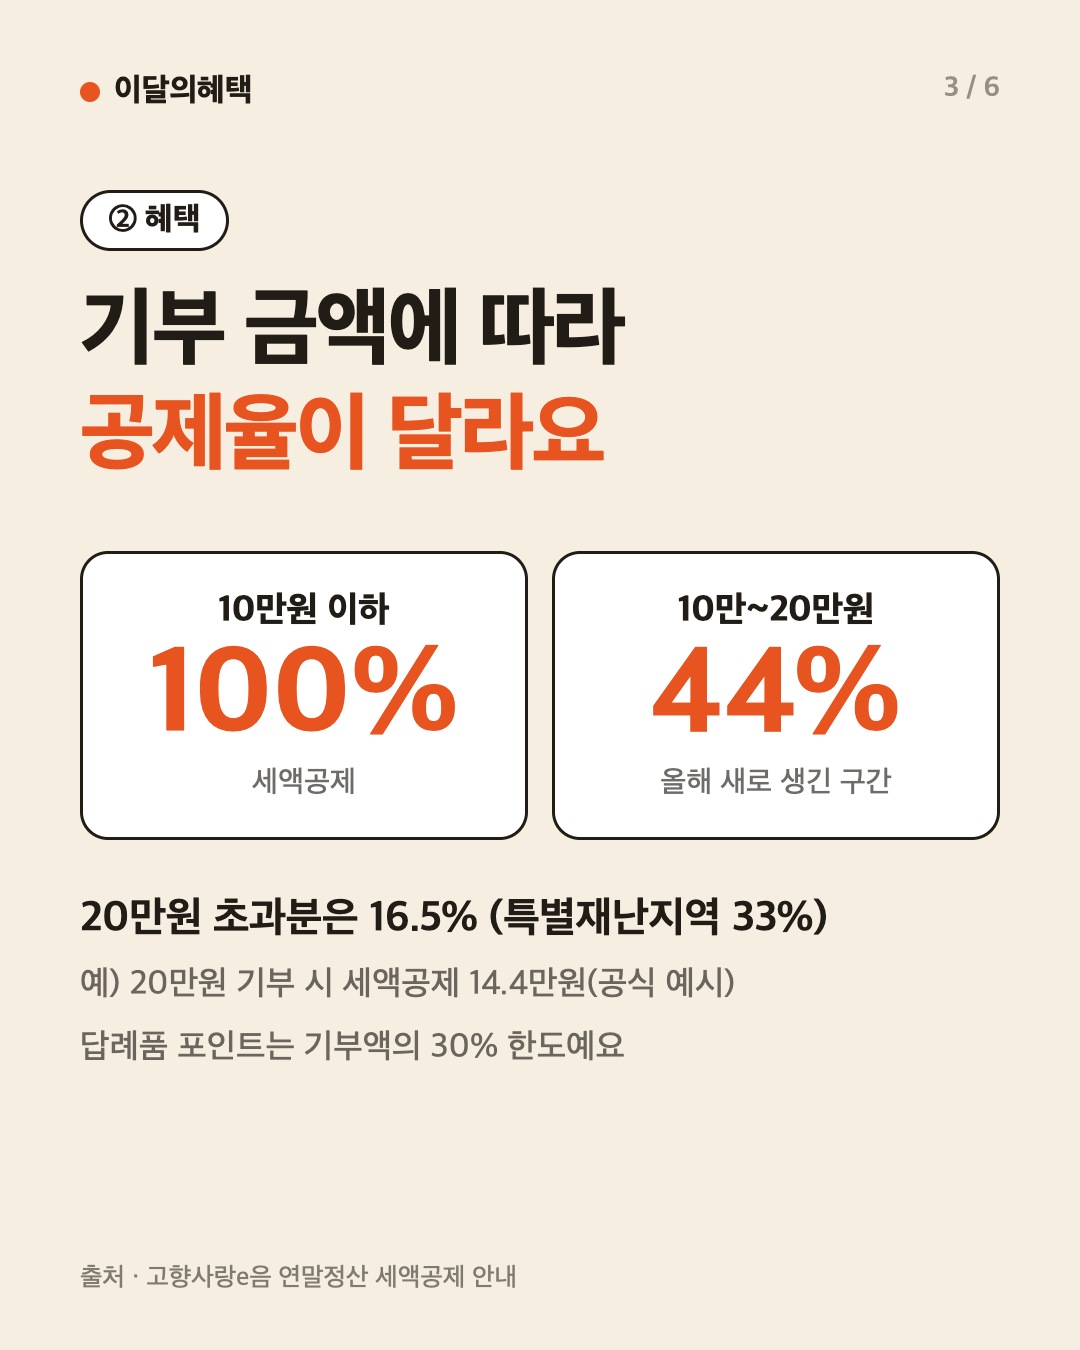 이달의혜택
3 / 6
② 혜택
기부 금액에 따라
공제율이 달라요
10만원 이하
100%
세액공제
10만~20만원
44%
올해 새로 생긴 구간
20만원 초과분은 16.5% (특별재난지역 33%)
예) 20만원 기부 시 세액공제 14.4만원(공식 예시)
답례품 포인트는 기부액의 30% 한도예요
출처 · 고향사랑e음 연말정산 세액공제 안내